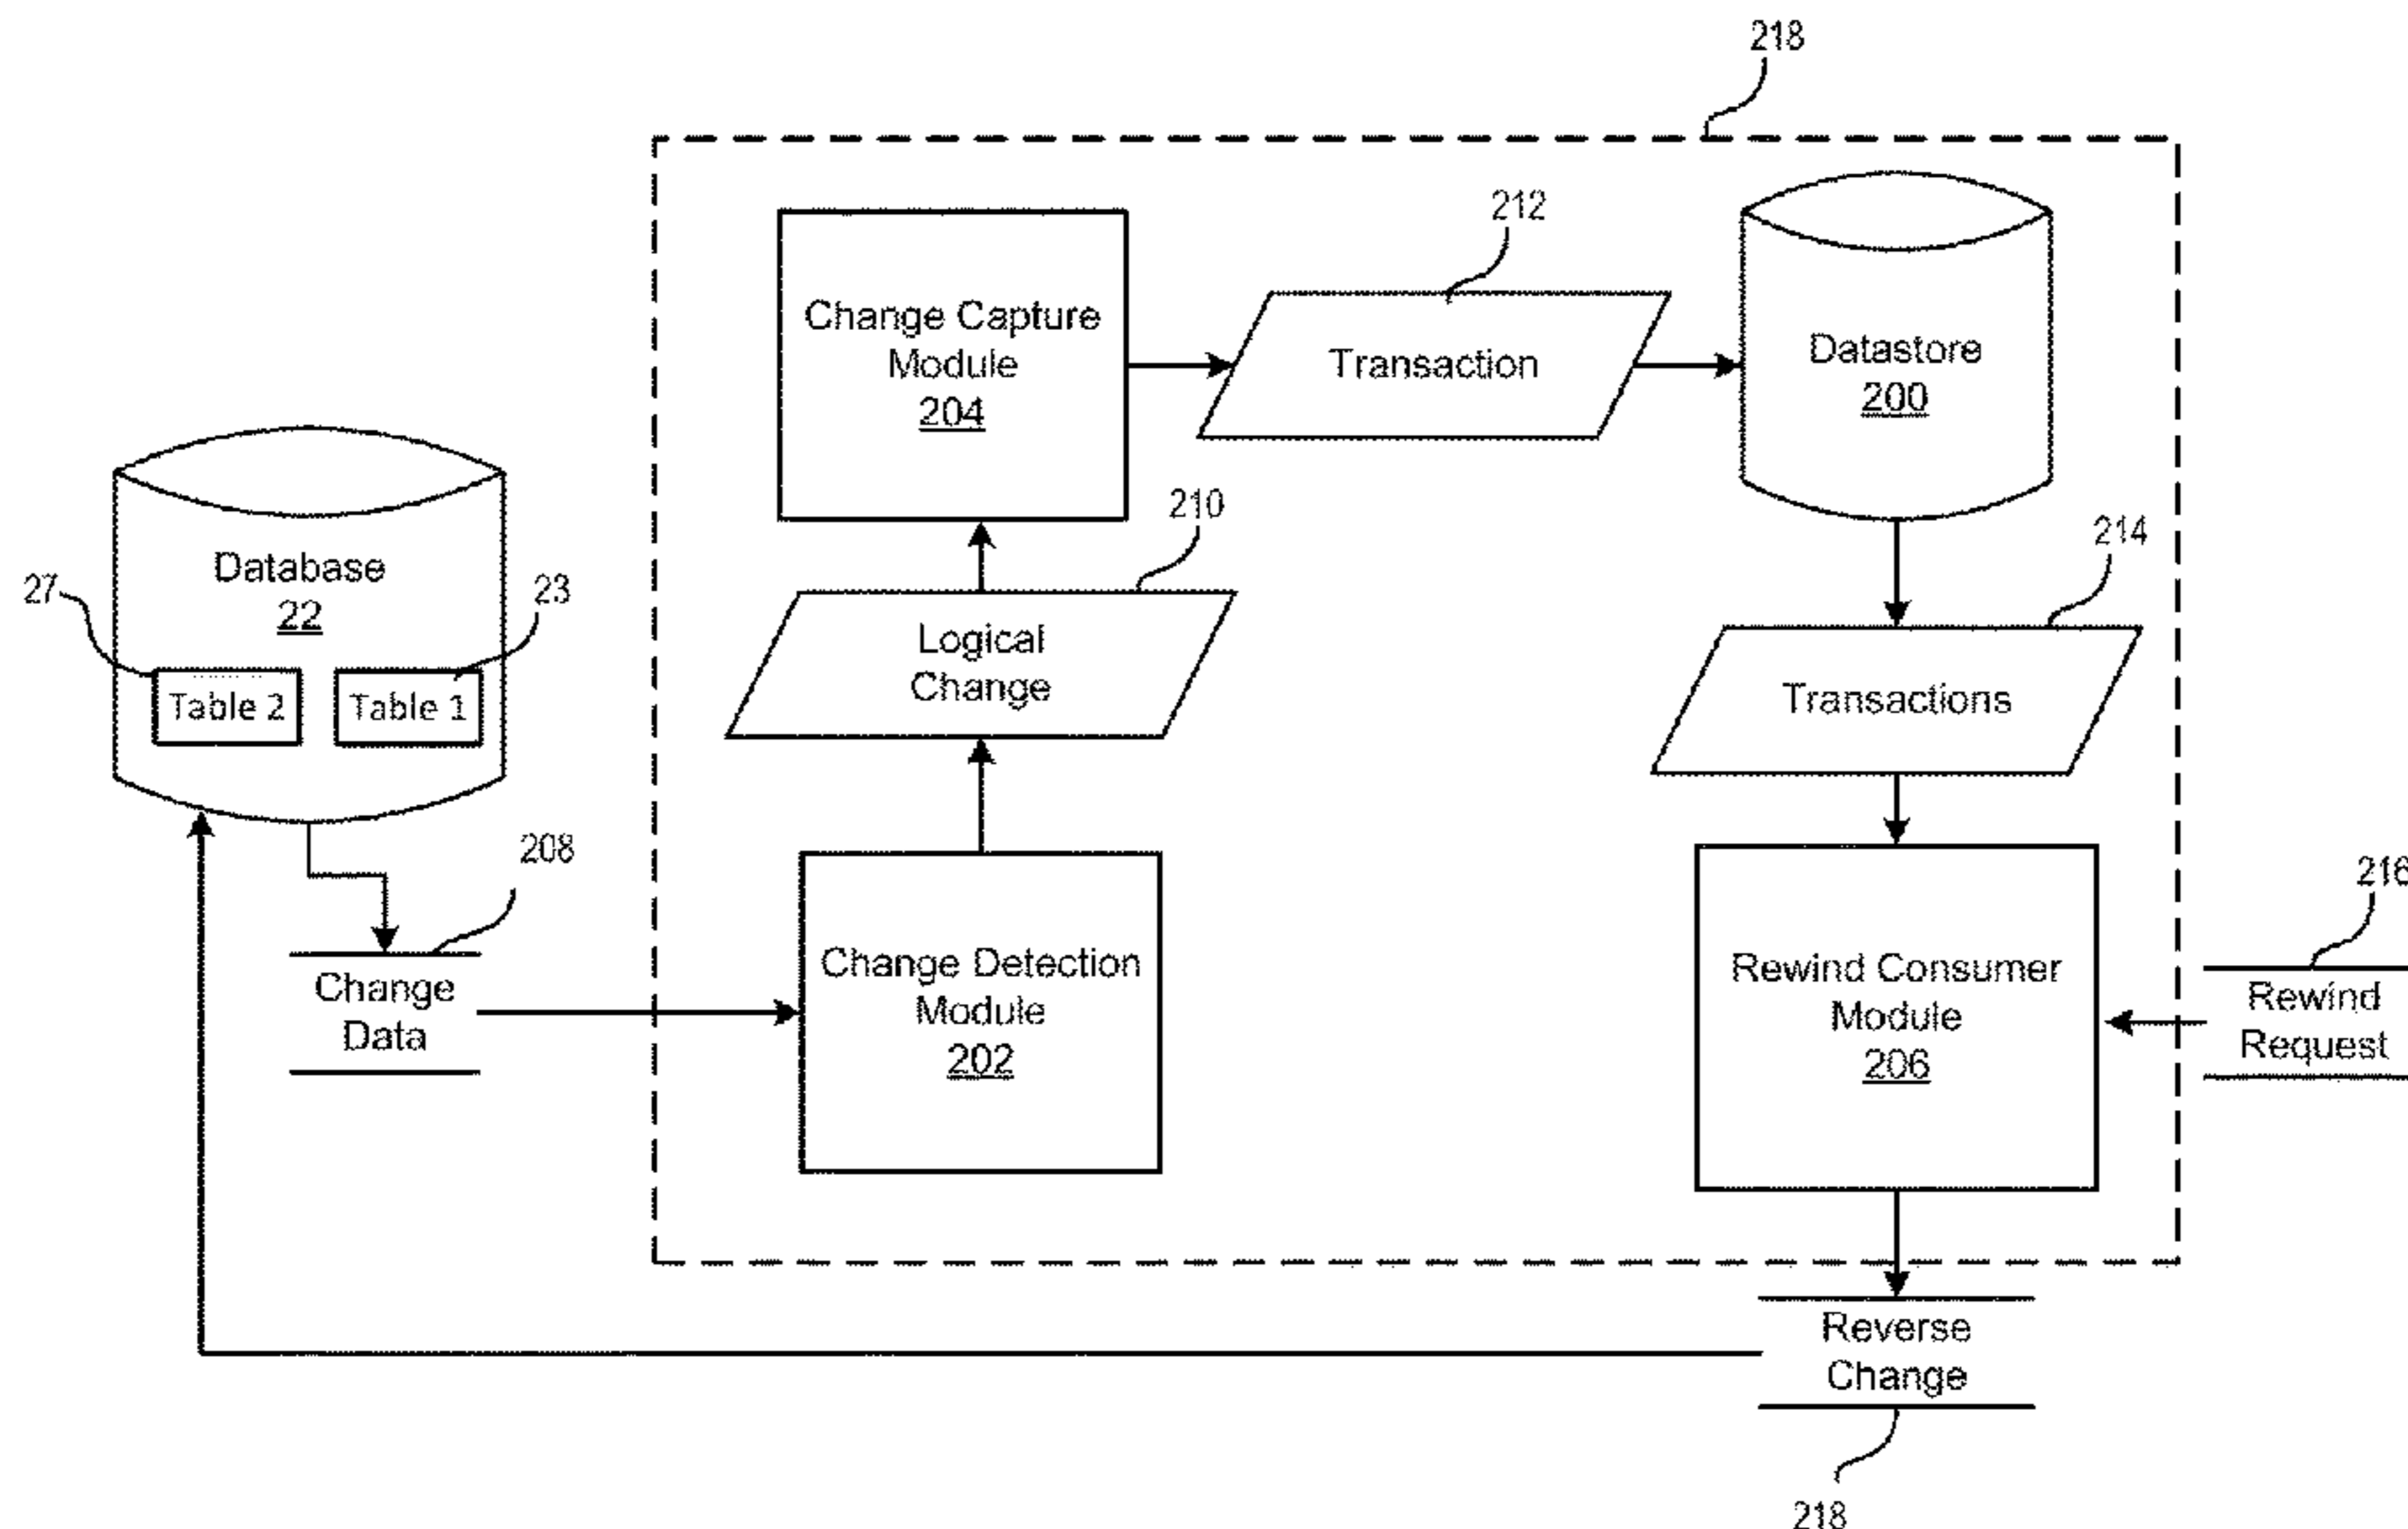 218
212
Change Capture
Module
204
Transaction
Datastore
200
210
214
Database
22
27
23
Table 2
Table 1
Logical
Change
Transactions
208
216
Change
Data
Change Detection
Module
202
Rewind Consumer
Module
206
Rewind
Request
Reverse
Change
218